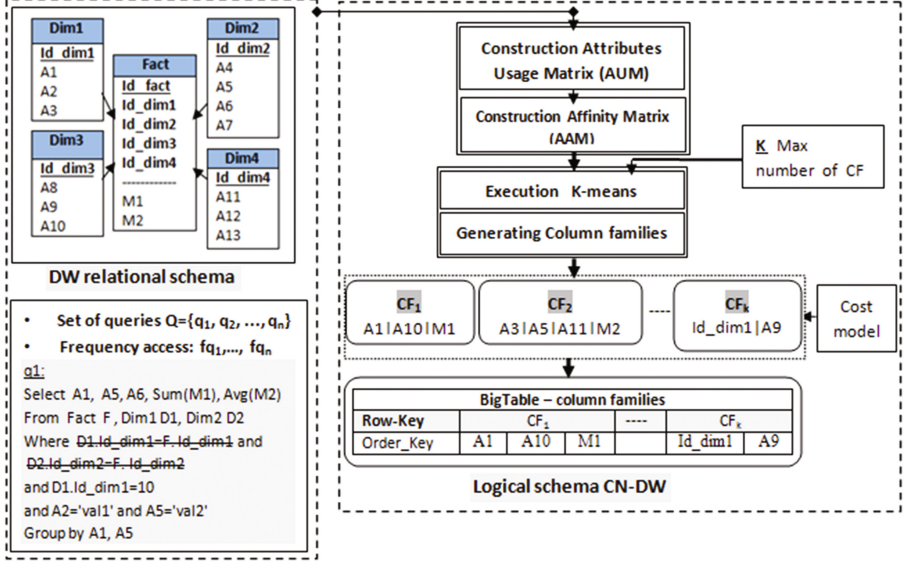 Dim1
Id_dim1
A1
A2
A3
Dim2
Id_dim2
A4
A5
A6
A7
Fact
Id_fact
Id_dim1
Id_dim2
Id_dim3
Id_dim4
------------
M1
M2
Dim3
Id_dim3
A8
A9
A10
Dim4
Id_dim4
A11
A12
A13
DW relational schema
• Set of queries Q={q1, q2, ...,qn}
• Frequency access: fq1,..., fqn
q1:
Select A1, A5,A6, Sum(M1), Avg(M2)
From Fact F , Dim1 D1, Dim2 D2
Where D1.Id_dim1=F. Id_dim1 and
D2.Id_dim2=F. Id_dim2
and D1.Id_dim1=10
and A2='val1' and A5='val2'
Group by A1, A5
Construction Attributes
Usage Matrix (AUM)
Construction Affinity Matrix
(AAM)
K Max
number of CF
Execution K-means
Generating Column families
CF1
A1|A10|M1
CF2
A3|A5|A11|M2
----
CFk
Id_dim1|A9
Cost
model
BigTable – column families
Row-Key CF1 ---- CFk
Order_Key A1 A10 M1 Id_dim1 A9
Logical schema CN-DW